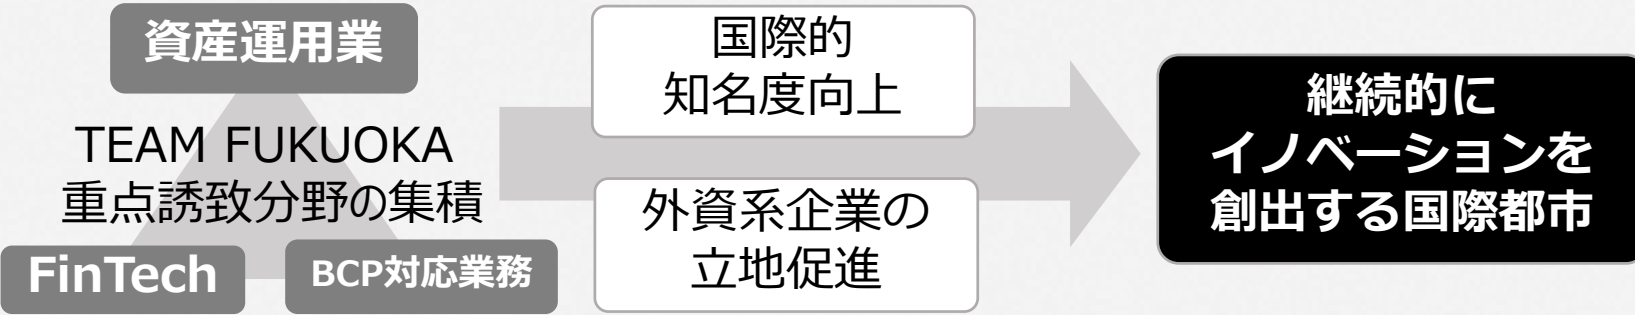 資産運用業
TEAM FUKUOKA
重点誘致分野の集積
FinTech
BCP対応業務
国際的
知名度向上
外資系企業の
立地促進
継続的に
イノベーションを
創出する国際都市